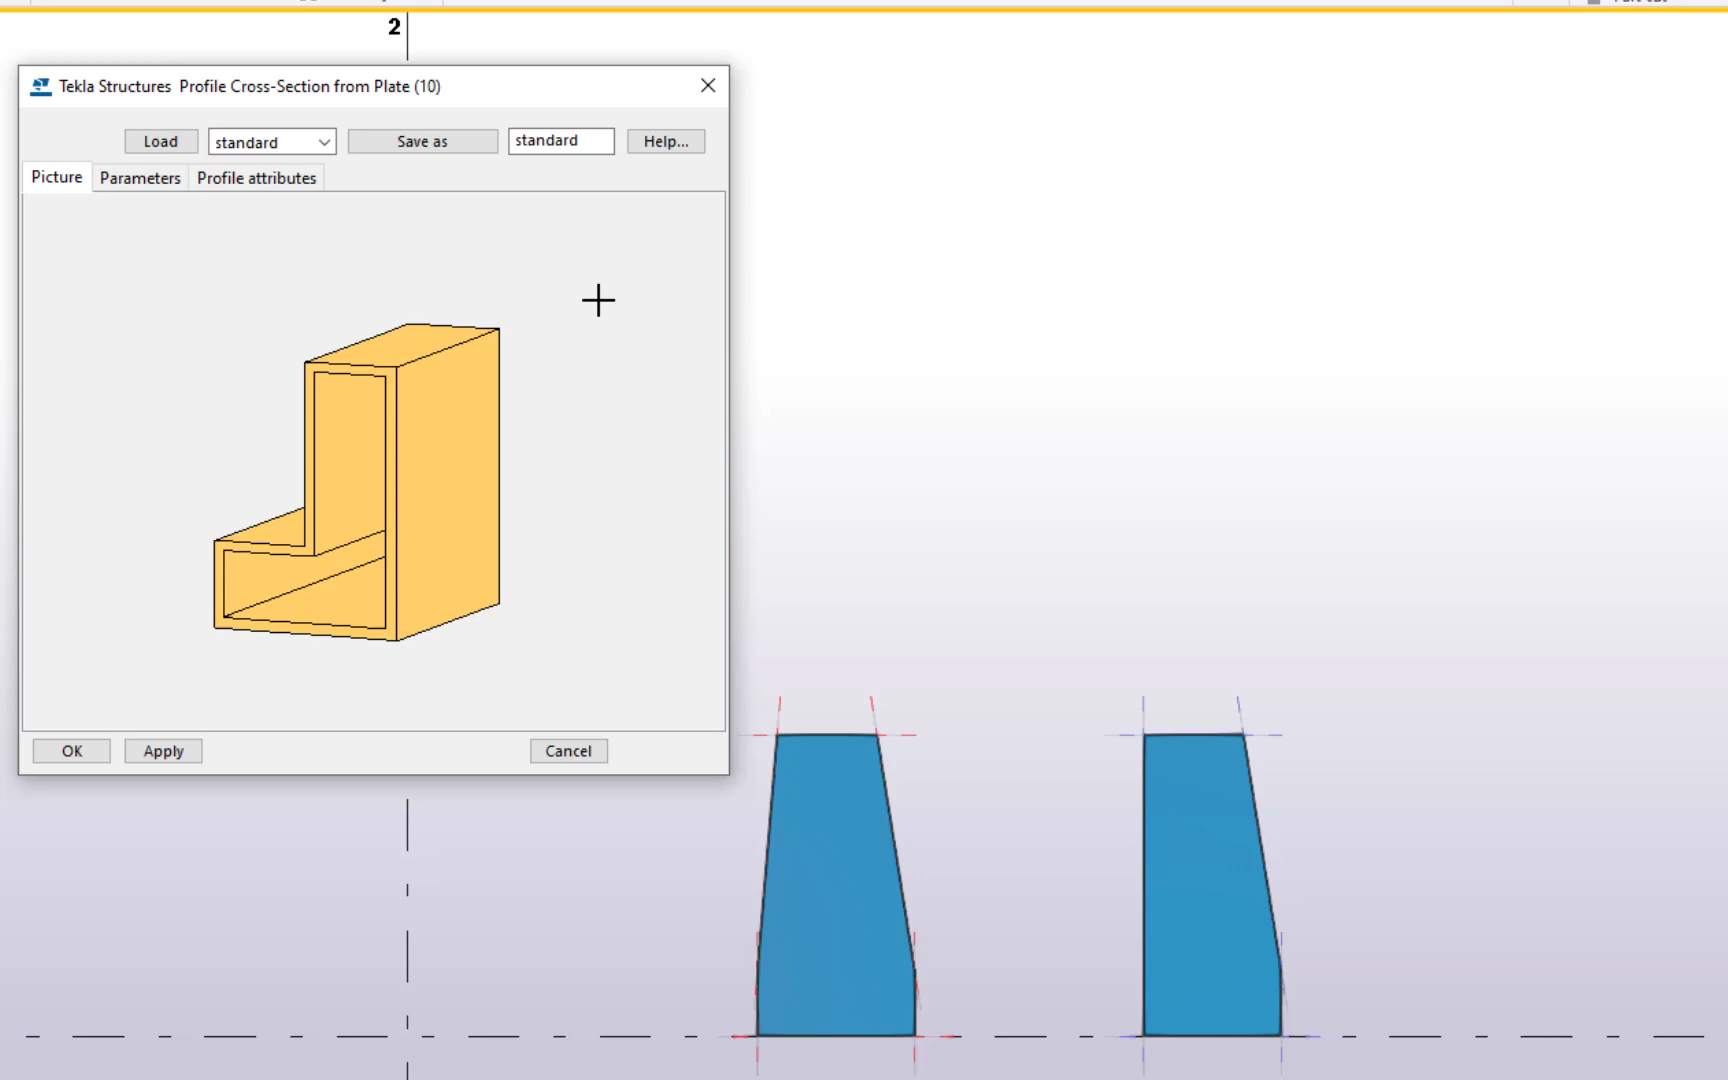 2
Tekla Structures Profile Cross-Section from Plate (10)
Load standard Save as standard Help...
Picture Parameters Profile attributes
OK Apply Cancel